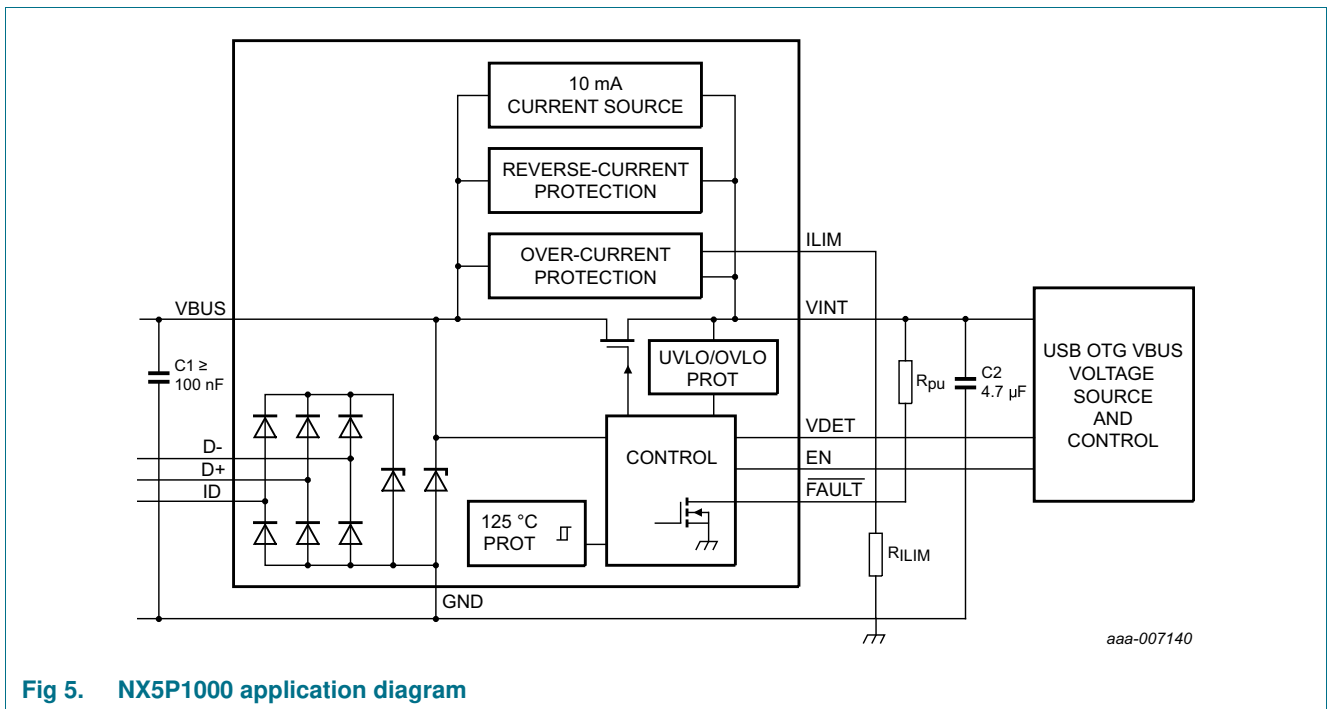 10 mA
CURRENT SOURCE
REVERSE-CURRENT
PROTECTION
OVER-CURRENT
PROTECTION
ILIM
VBUS
VINT
C1 ≥
100 nF
UVLO/OVLO
PROT
Rpu
C2
4.7 µF
USB OTG VBUS
VOLTAGE
SOURCE
AND
CONTROL
D-
D+
ID
CONTROL
VDET
EN
FAULT
125 °C
PROT
RILIM
GND
aaa-007140
Fig 5. NX5P1000 application diagram